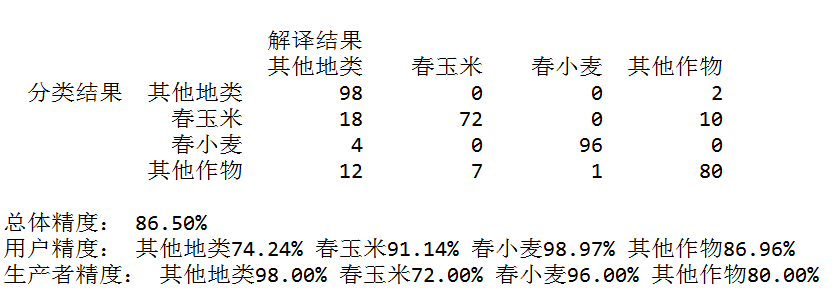 解译结果
其他地类 春玉米 春小麦 其他作物
分类结果 其他地类 98 0 0 2
春玉米 18 72 0 10
春小麦 4 0 96 0
其他作物 12 7 1 80
总体精度: 86.50%
用户精度: 其他地类74.24% 春玉米91.14% 春小麦98.97% 其他作物86.96%
生产者精度: 其他地类98.00% 春玉米72.00% 春小麦96.00% 其他作物80.00%